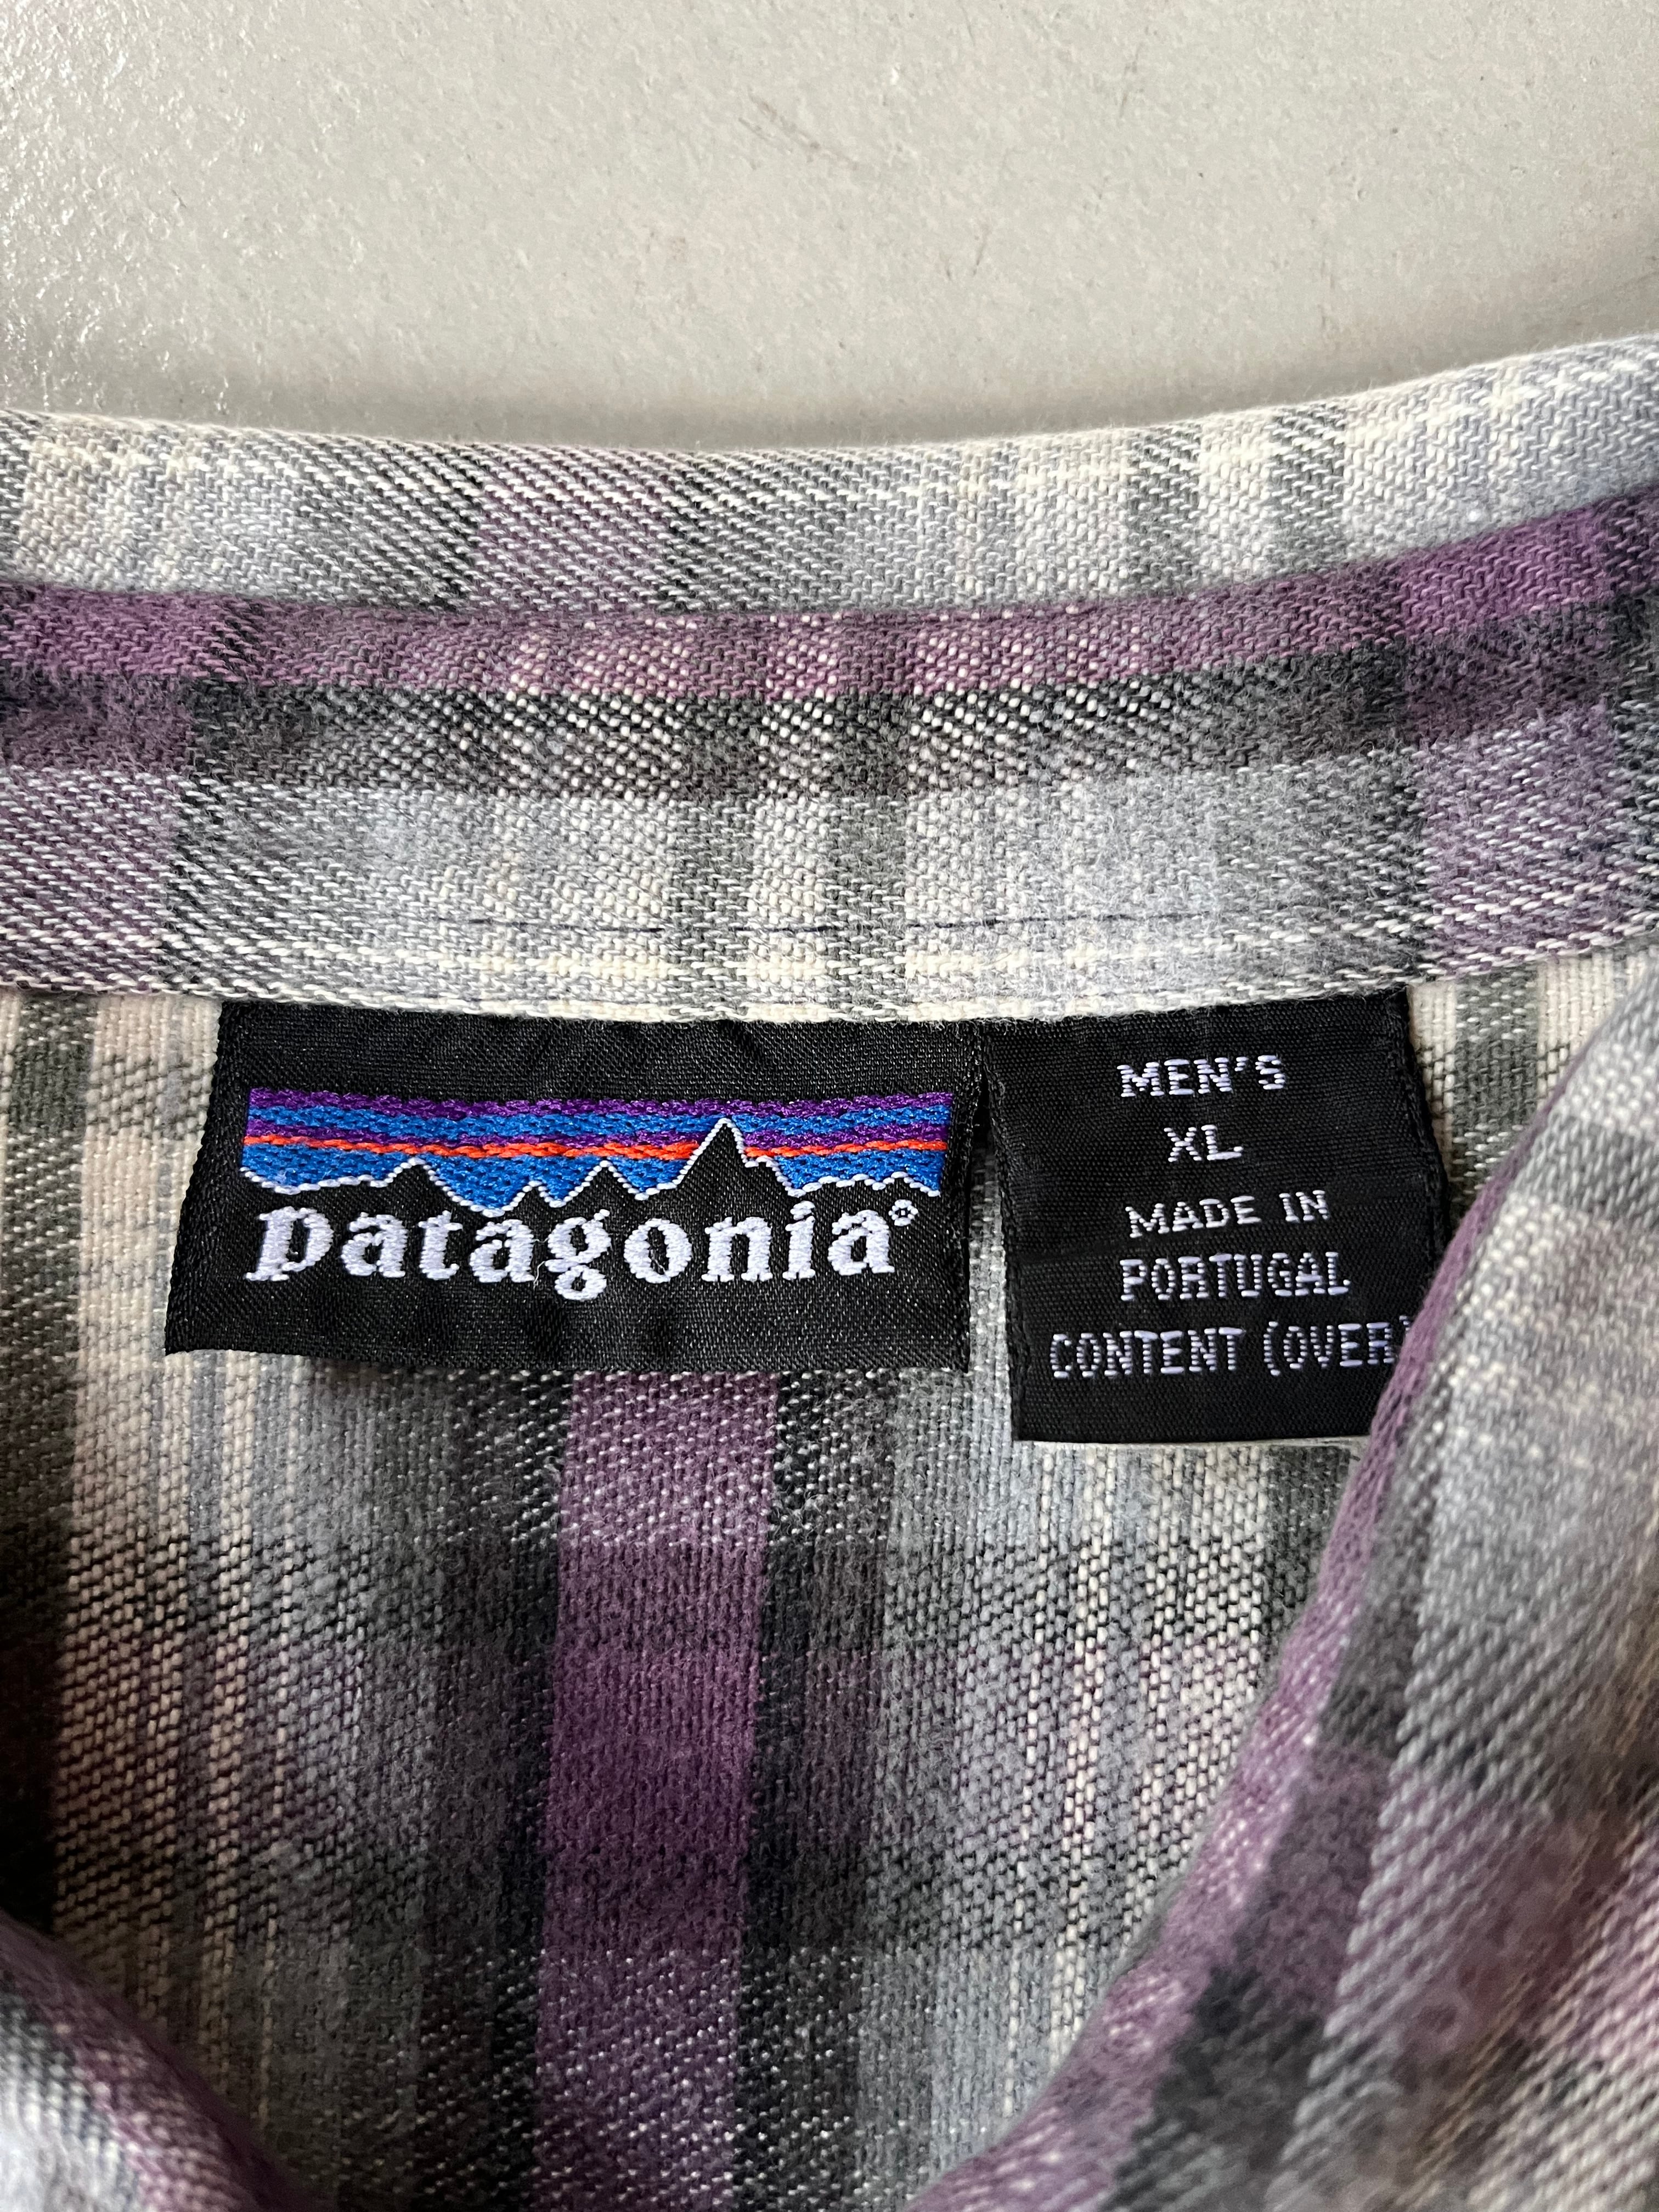 patagonia®
MEN'S
XL
MADE IN
PORTUGAL
CONTENT (OVER)